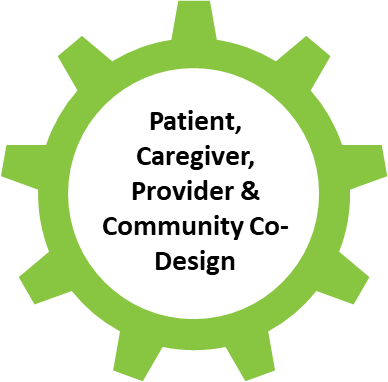 Patient,
Caregiver,
Provider &
Community Co-
Design